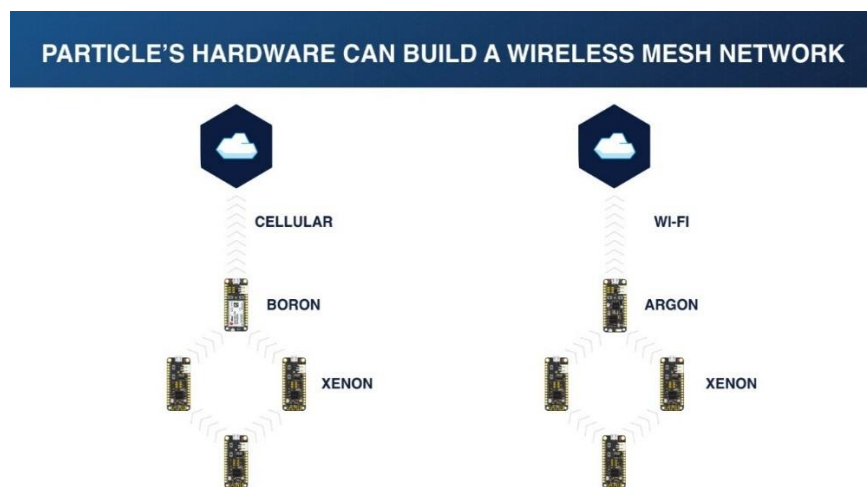 PARTICLE'S HARDWARE CAN BUILD A WIRELESS MESH NETWORK
CELLULAR
WI-FI
BORON
ARGON
XENON
XENON